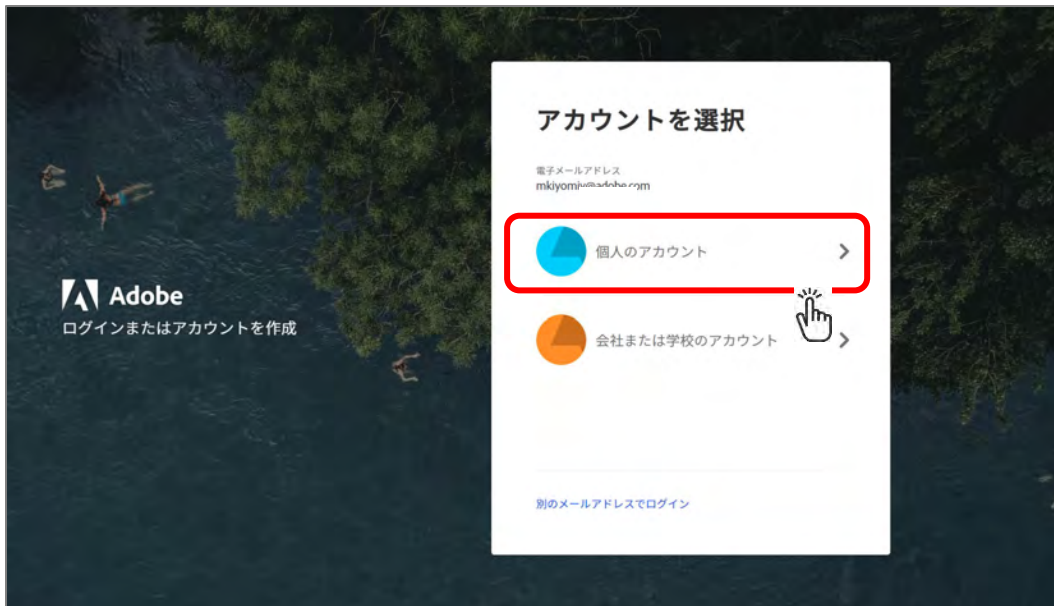 アカウントを選択
電子メールアドレス
個人のアカウント
Adobe
ログインまたはアカウントを作成
会社または学校のアカウント
別のメールアドレスでログイン